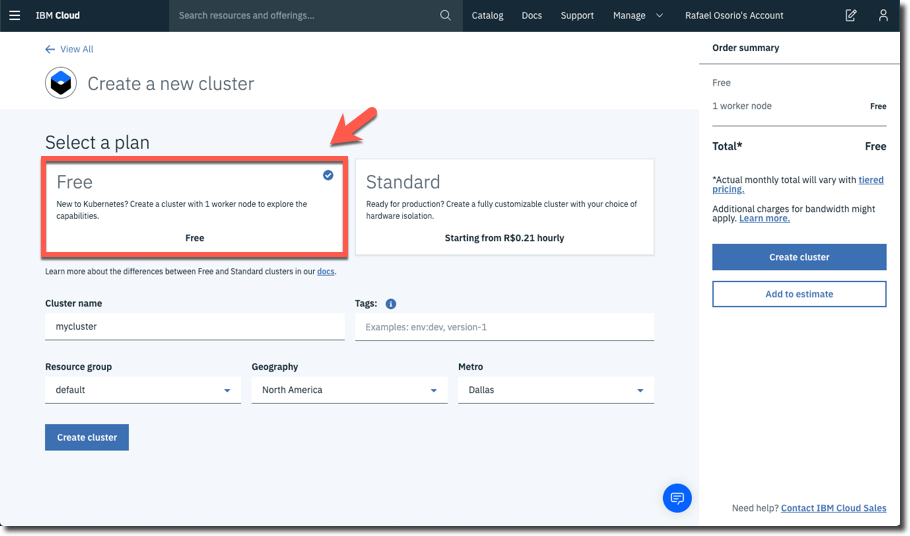 IBM Cloud
Search resources and offerings...
Catalog
Docs
Support
Manage
Rafael Osorio's Account
View All
Create a new cluster
Select a plan
Free
New to Kubernetes? Create a cluster with 1 worker node to explore the
capabilities.
Free
Standard
Ready for production? Create a fully customizable cluster with your choice of
hardware isolation.
Starting from R$0.21 hourly
Learn more about the differences between Free and Standard clusters in our docs.
Cluster name
mycluster
Tags:
Examples: env:dev, version-1
Resource group
default
Geography
North America
Metro
Dallas
Create cluster
Order summary
Free
1 worker node Free
Total* Free
*Actual monthly total will vary with tiered
pricing.
Additional charges for bandwidth might
apply. Learn more.
Create cluster
Add to estimate
Need help? Contact IBM Cloud Sales